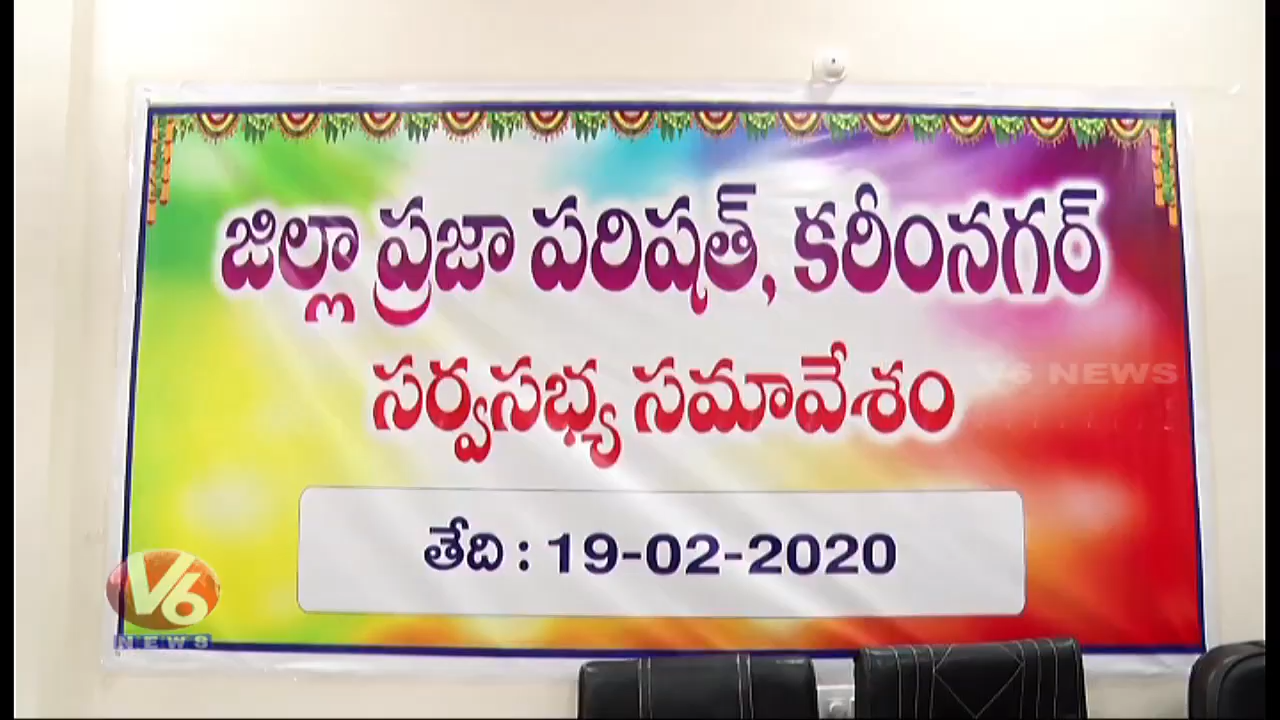 జిల్లా ప్రజా పరిషత్, కరీంనగర్
సర్వసభ్య సమావేశం
V6 NEWS
తేది : 19-02-2020
V6
NEWS